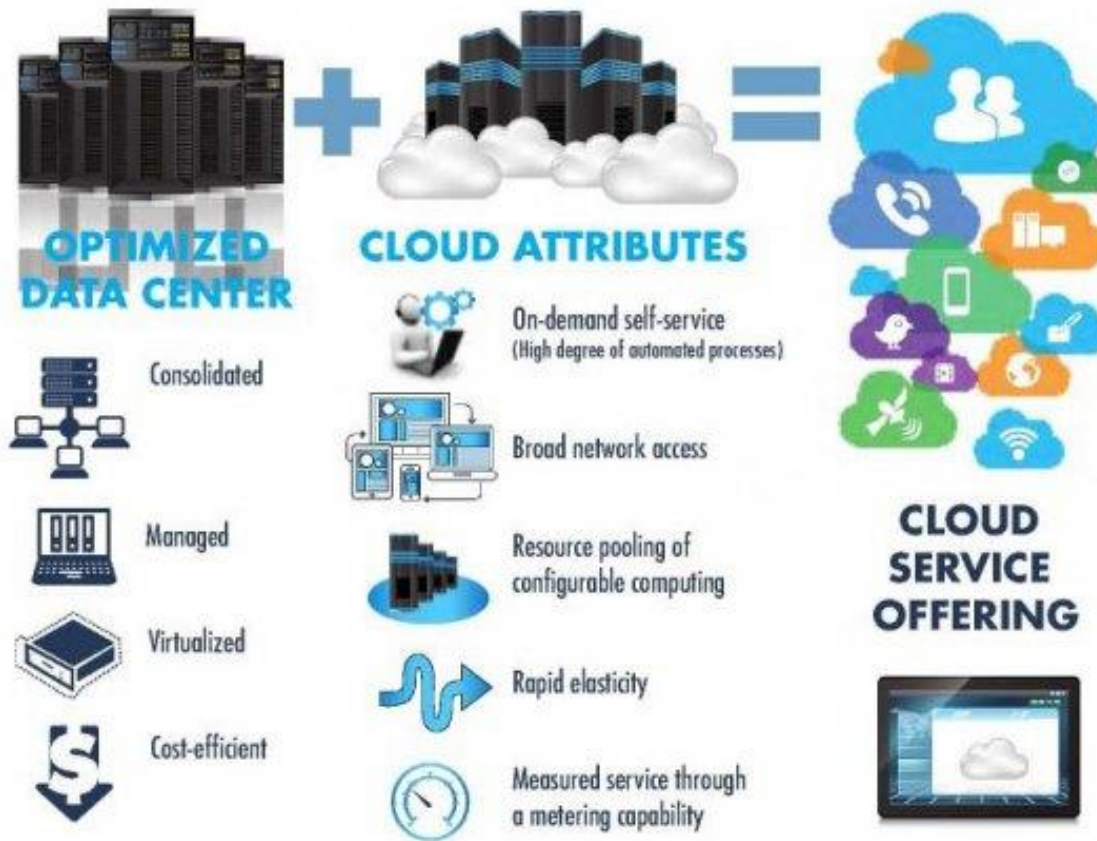 OPTIMIZED
DATA CENTER
Consolidated
Managed
Virtualized
Cost-efficient
CLOUD ATTRIBUTES
On-demand self-service
(High degree of automated processes)
Broad network access
Resource pooling of
configurable computing
Rapid elasticity
Measured service through
a metering capability
CLOUD
SERVICE
OFFERING